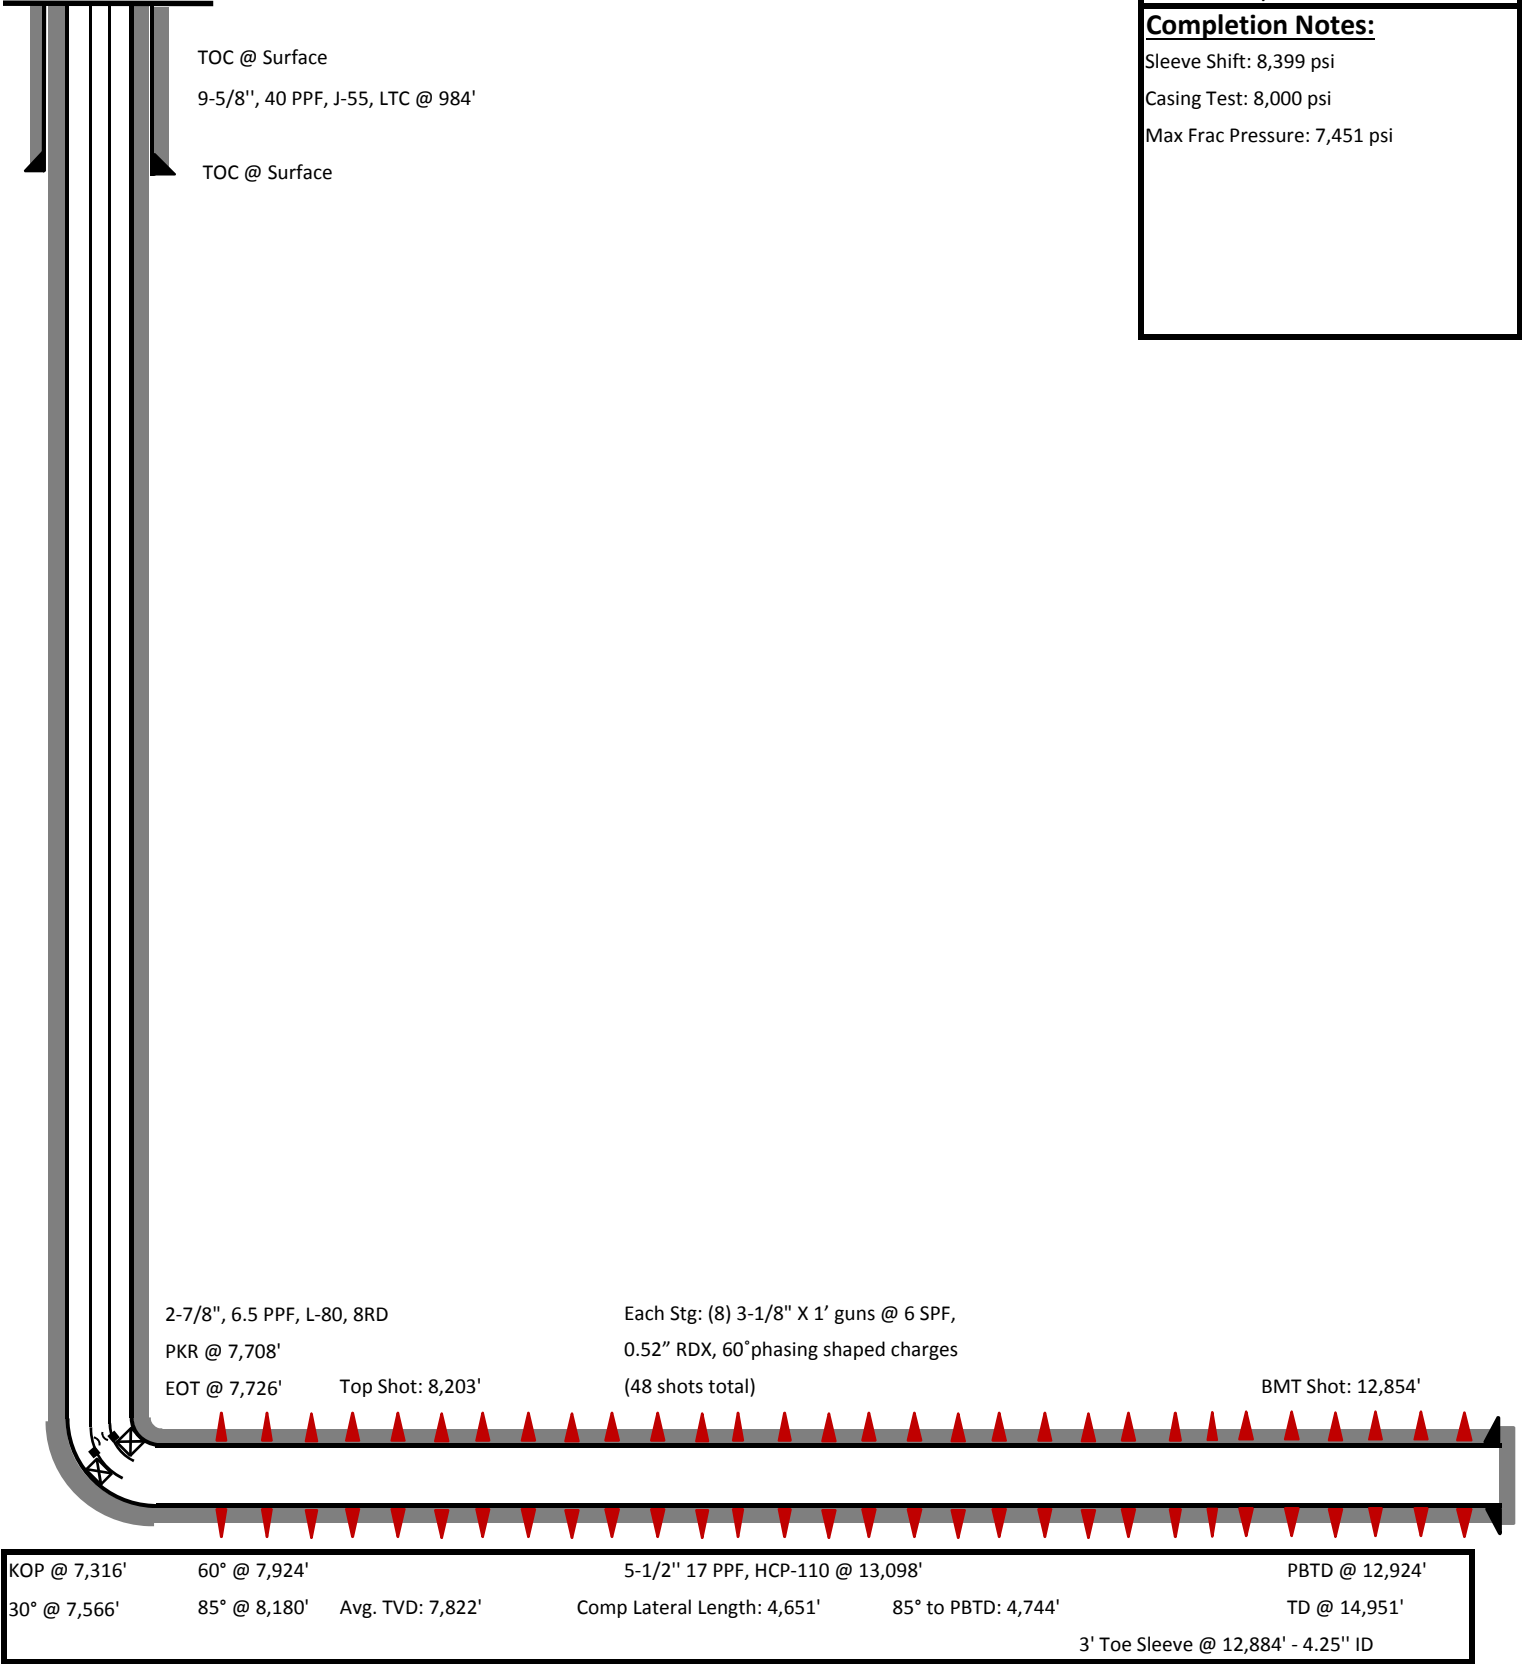 Completion Notes:
Sleeve Shift: 8,399 psi
Casing Test: 8,000 psi
Max Frac Pressure: 7,451 psi
TOC @ Surface
9-5/8'', 40 PPF, J-55, LTC @ 984'
TOC @ Surface
2-7/8", 6.5 PPF, L-80, 8RD
PKR @ 7,708'
EOT @ 7,726'
Top Shot: 8,203'
Each Stg: (8) 3-1/8" X 1’ guns @ 6 SPF,
0.52” RDX, 60˚phasing shaped charges
(48 shots total)
BMT Shot: 12,854'
KOP @ 7,316'
60° @ 7,924'
5-1/2'' 17 PPF, HCP-110 @ 13,098'
PBTD @ 12,924'
30° @ 7,566'
85° @ 8,180'
Avg. TVD: 7,822'
Comp Lateral Length: 4,651'
85° to PBTD: 4,744'
TD @ 14,951'
3' Toe Sleeve @ 12,884' - 4.25'' ID